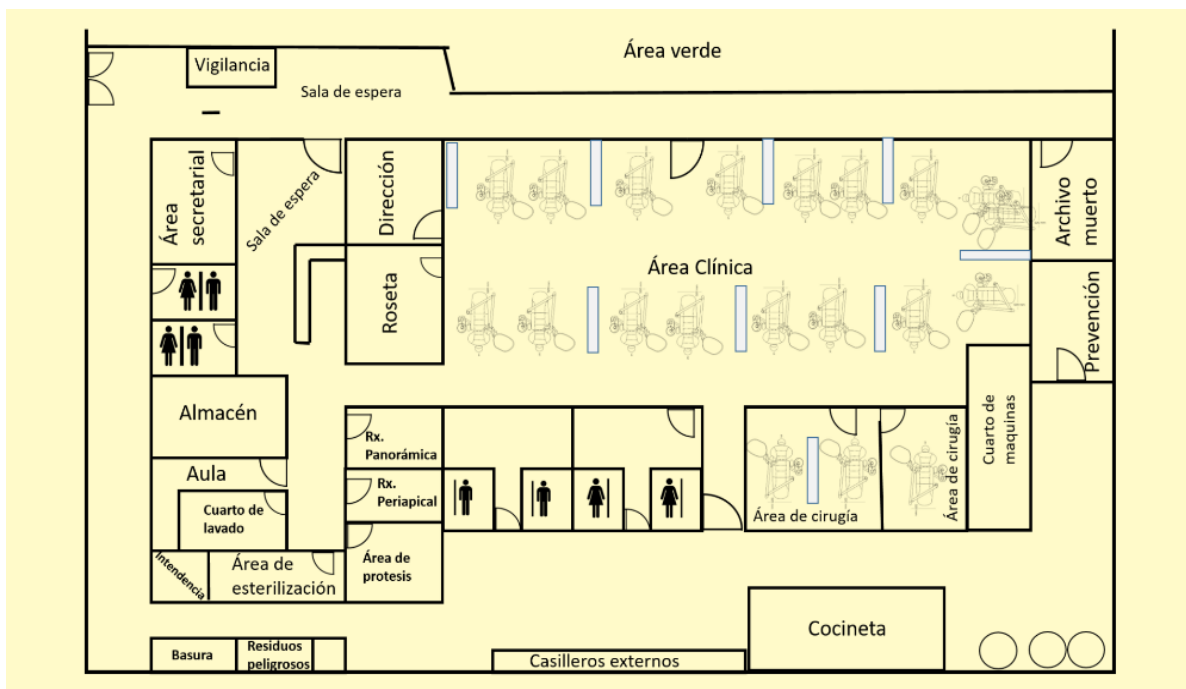 Área verde
Vigilancia
Sala de espera
Área
secretarial
Sala de espera
Dirección
Roseta
Área Clínica
Archivo
muerto
Prevención
Almacén
Rx.
Panorámica
Aula
Rx.
Periapical
Cuarto de
lavado
Área de cirugía
Área de cirugía
Cuarto de
maquinas
Intendencia
Área de
esterilización
Área de
protesis
Cocineta
Basura
Residuos
peligrosos
Casilleros externos